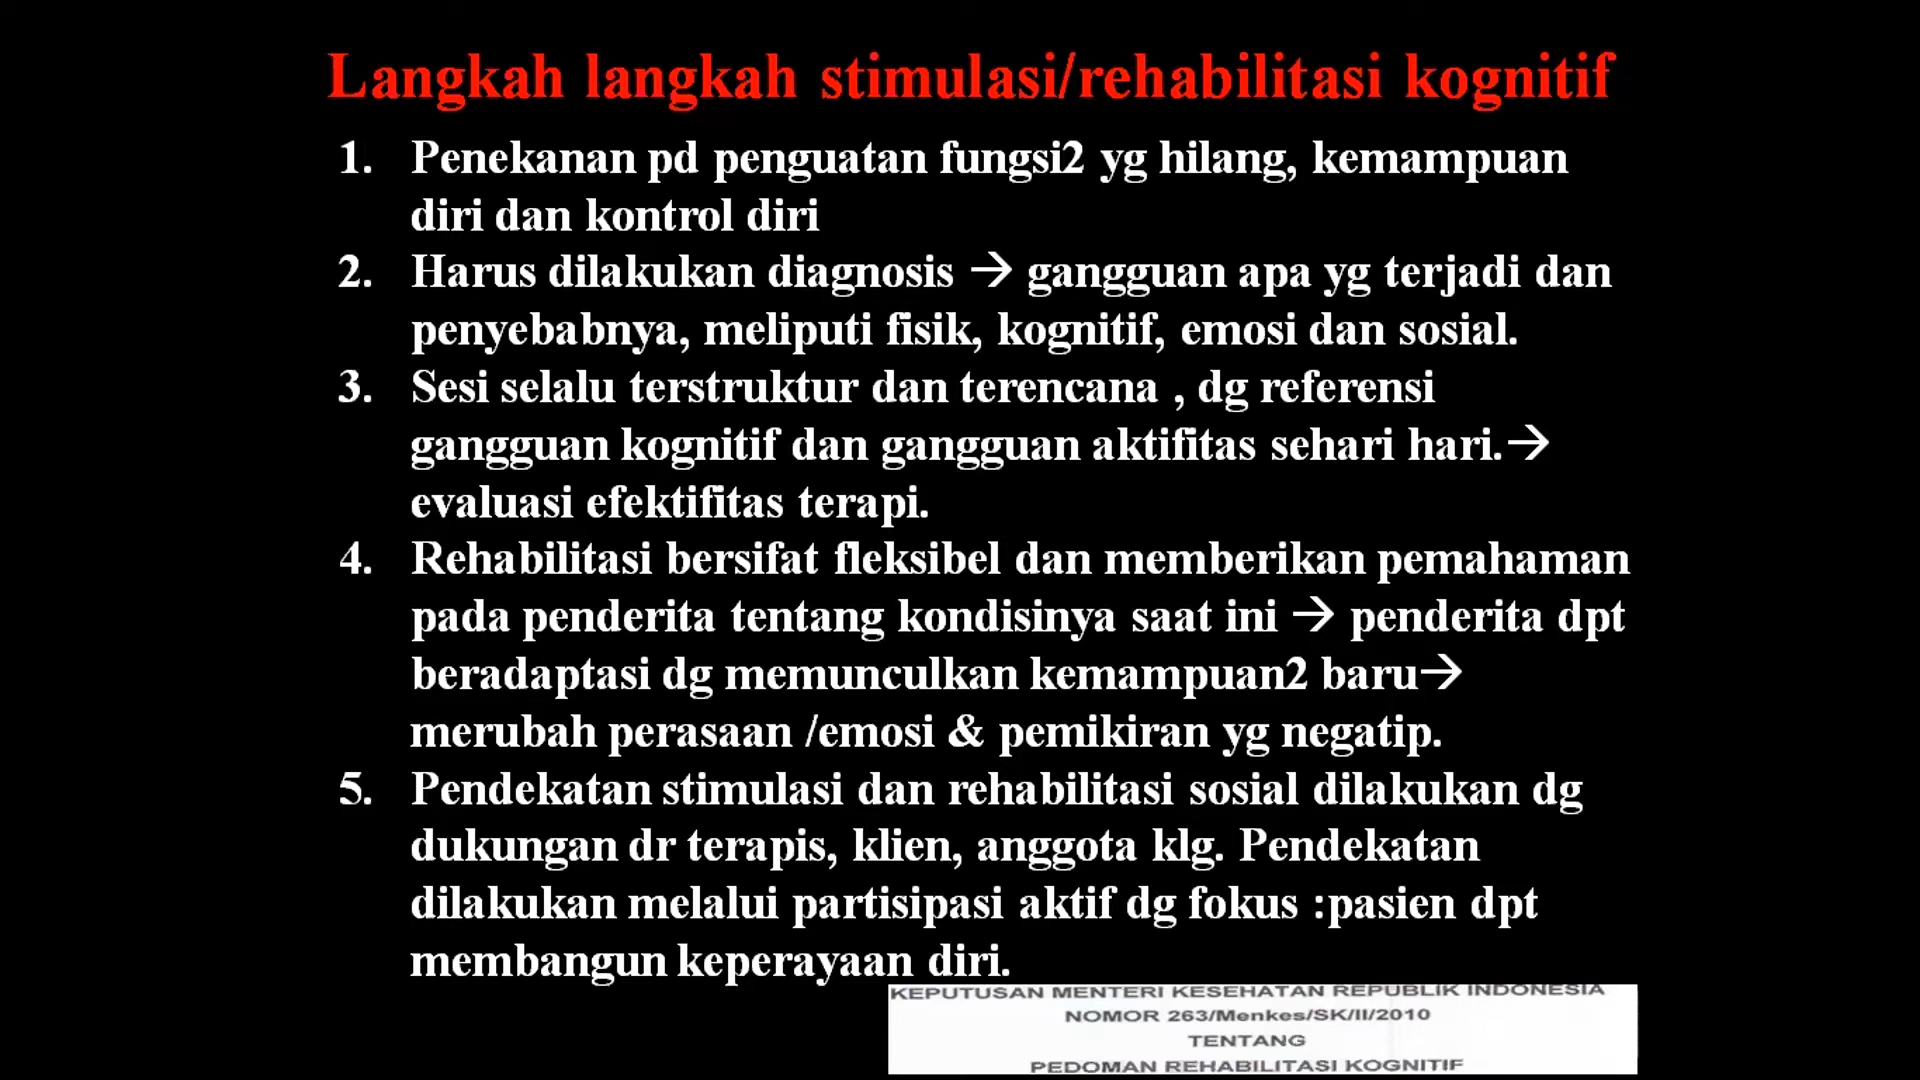 Langkah langkah stimulasi/rehabilitasi kognitif
1. Penekanan pd penguatan fungsi2 yg hilang, kemampuan
diri dan kontrol diri
2. Harus dilakukan diagnosis → gangguan apa yg terjadi dan
penyebabnya, meliputi fisik, kognitif, emosi dan sosial.
3. Sesi selalu terstruktur dan terencana , dg referensi
gangguan kognitif dan gangguan aktifitas sehari hari.→
evaluasi efektifitas terapi.
4. Rehabilitasi bersifat fleksibel dan memberikan pemahaman
pada penderita tentang kondisinya saat ini → penderita dpt
beradaptasi dg memunculkan kemampuan2 baru→
merubah perasaan /emosi & pemikiran yg negatip.
5. Pendekatan stimulasi dan rehabilitasi sosial dilakukan dg
dukungan dr terapis, klien, anggota klg. Pendekatan
dilakukan melalui partisipasi aktif dg fokus :pasien dpt
membangun keperayaan diri.
KEPUTUSAN MENTERI KESEHATAN REPUBLIK INDONESIA
NOMOR 263/Menkes/SK/II/2010
TENTANG
PEDOMAN REHABILITASI KOGNITIF